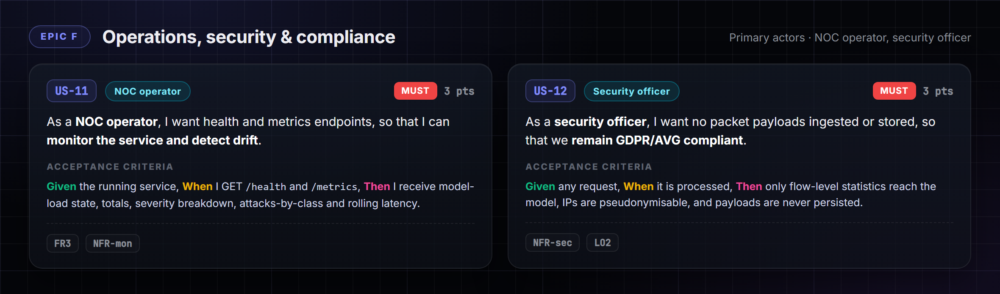 EPIC F
Operations, security & compliance
Primary actors · NOC operator, security officer
US-11
NOC operator
MUST
3 pts
As a NOC operator, I want health and metrics endpoints, so that I can
monitor the service and detect drift.
ACCEPTANCE CRITERIA
Given the running service, When I GET /health and /metrics, Then I receive model-
load state, totals, severity breakdown, attacks-by-class and rolling latency.
FR3
NFR-mon
US-12
Security officer
MUST
3 pts
As a security officer, I want no packet payloads ingested or stored, so
that we remain GDPR/AVG compliant.
ACCEPTANCE CRITERIA
Given any request, When it is processed, Then only flow-level statistics reach the
model, IPs are pseudonymisable, and payloads are never persisted.
NFR-sec
LO2